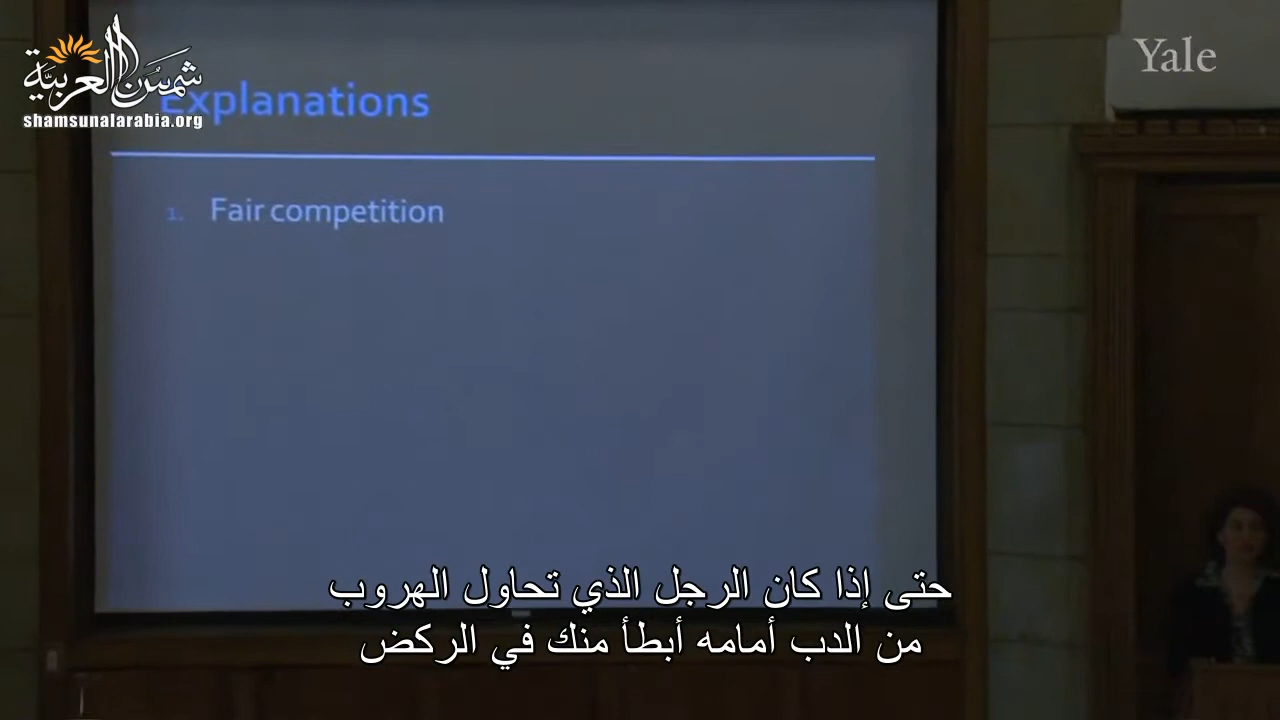 شمس العربية
shamsunalarabia.org
Yale
Explanations
1. Fair competition
حتى إذا كان الرجل الذي تحاول الهروب
من الدب أمامه أبطأ منك في الركض